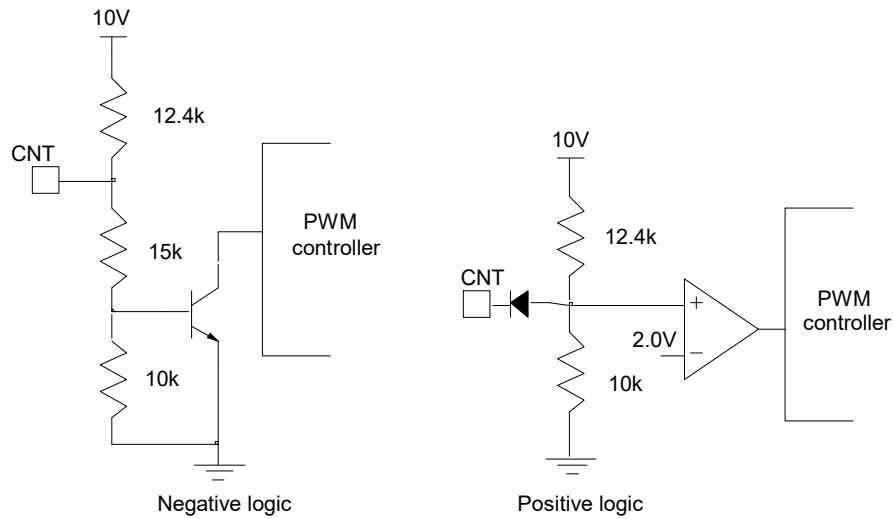 10V
12.4k
CNT
15k
10k
PWM
controller
Negative logic
10V
12.4k
CNT
2.0V
10k
+
−
PWM
controller
Positive logic